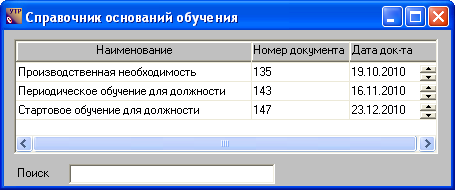 УТР Справочник оснований обучения
Наименование Номер документа Дата док-та
Производственная необходимость 135 19.10.2010
Периодическое обучение для должности 143 16.11.2010
Стартовое обучение для должности 147 23.12.2010
Поиск